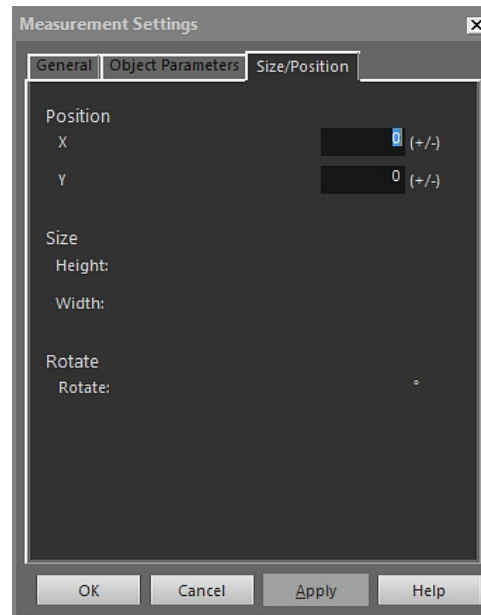 Measurement Settings
General Object Parameters Size/Position
Position
X 0 (+/-)
Y 0 (+/-)
Size
Height:
Width:
Rotate
Rotate: °
OK Cancel Apply Help